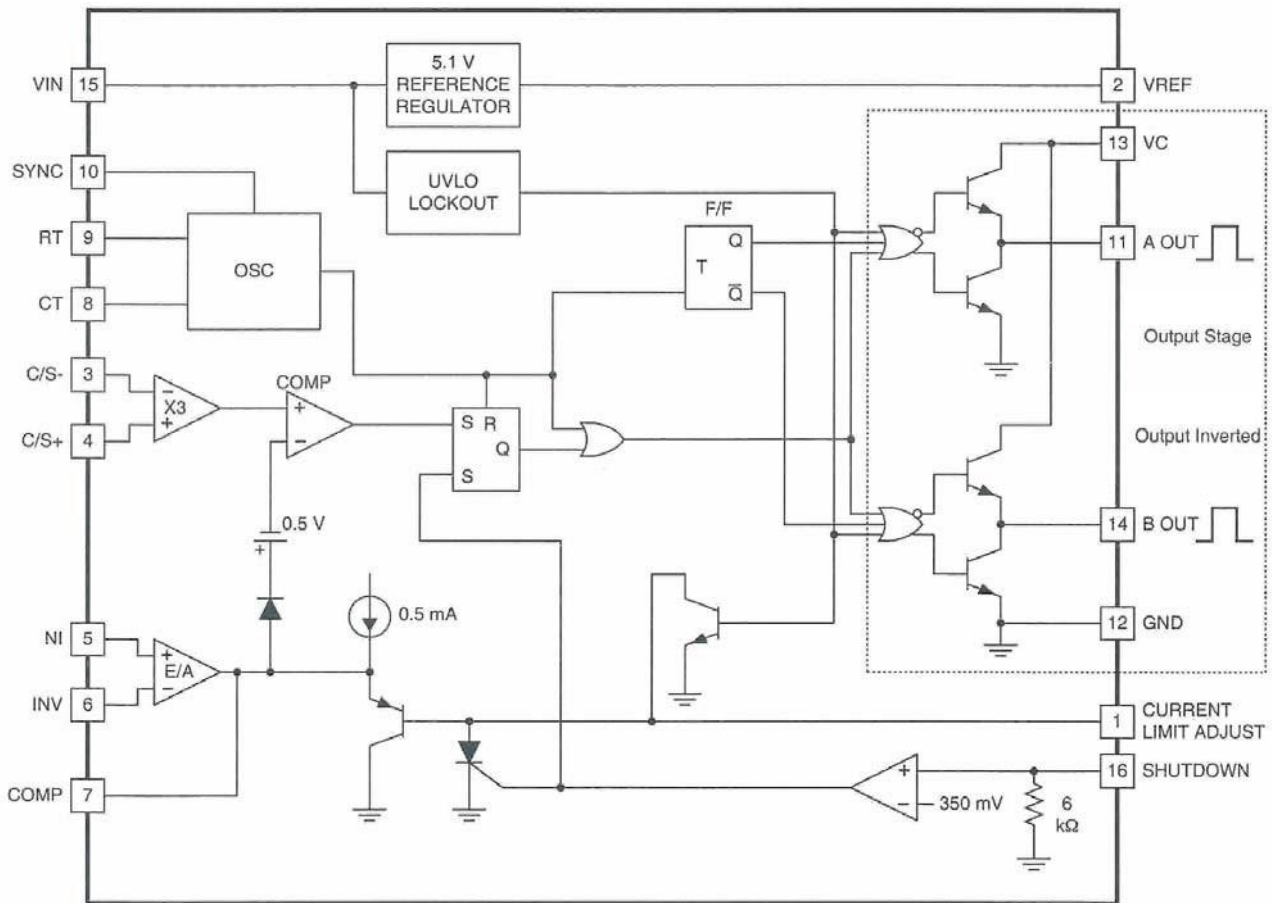 5.1 V
REFERENCE
REGULATOR
VIN 15
2 VREF
13 VC
SYNC 10
UVLO
LOCKOUT
F/F
RT 9
OSC
T
Q
Q̅
11 A OUT
CT 8
Output Stage
C/S- 3
COMP
-
X3
+
+
-
S R
Q
S
C/S+ 4
Output Inverted
0.5 V
+
14 B OUT
0.5 mA
NI 5
+
E/A
-
12 GND
INV 6
1 CURRENT
LIMIT ADJUST
16 SHUTDOWN
COMP 7
+
- 350 mV
6
kΩ